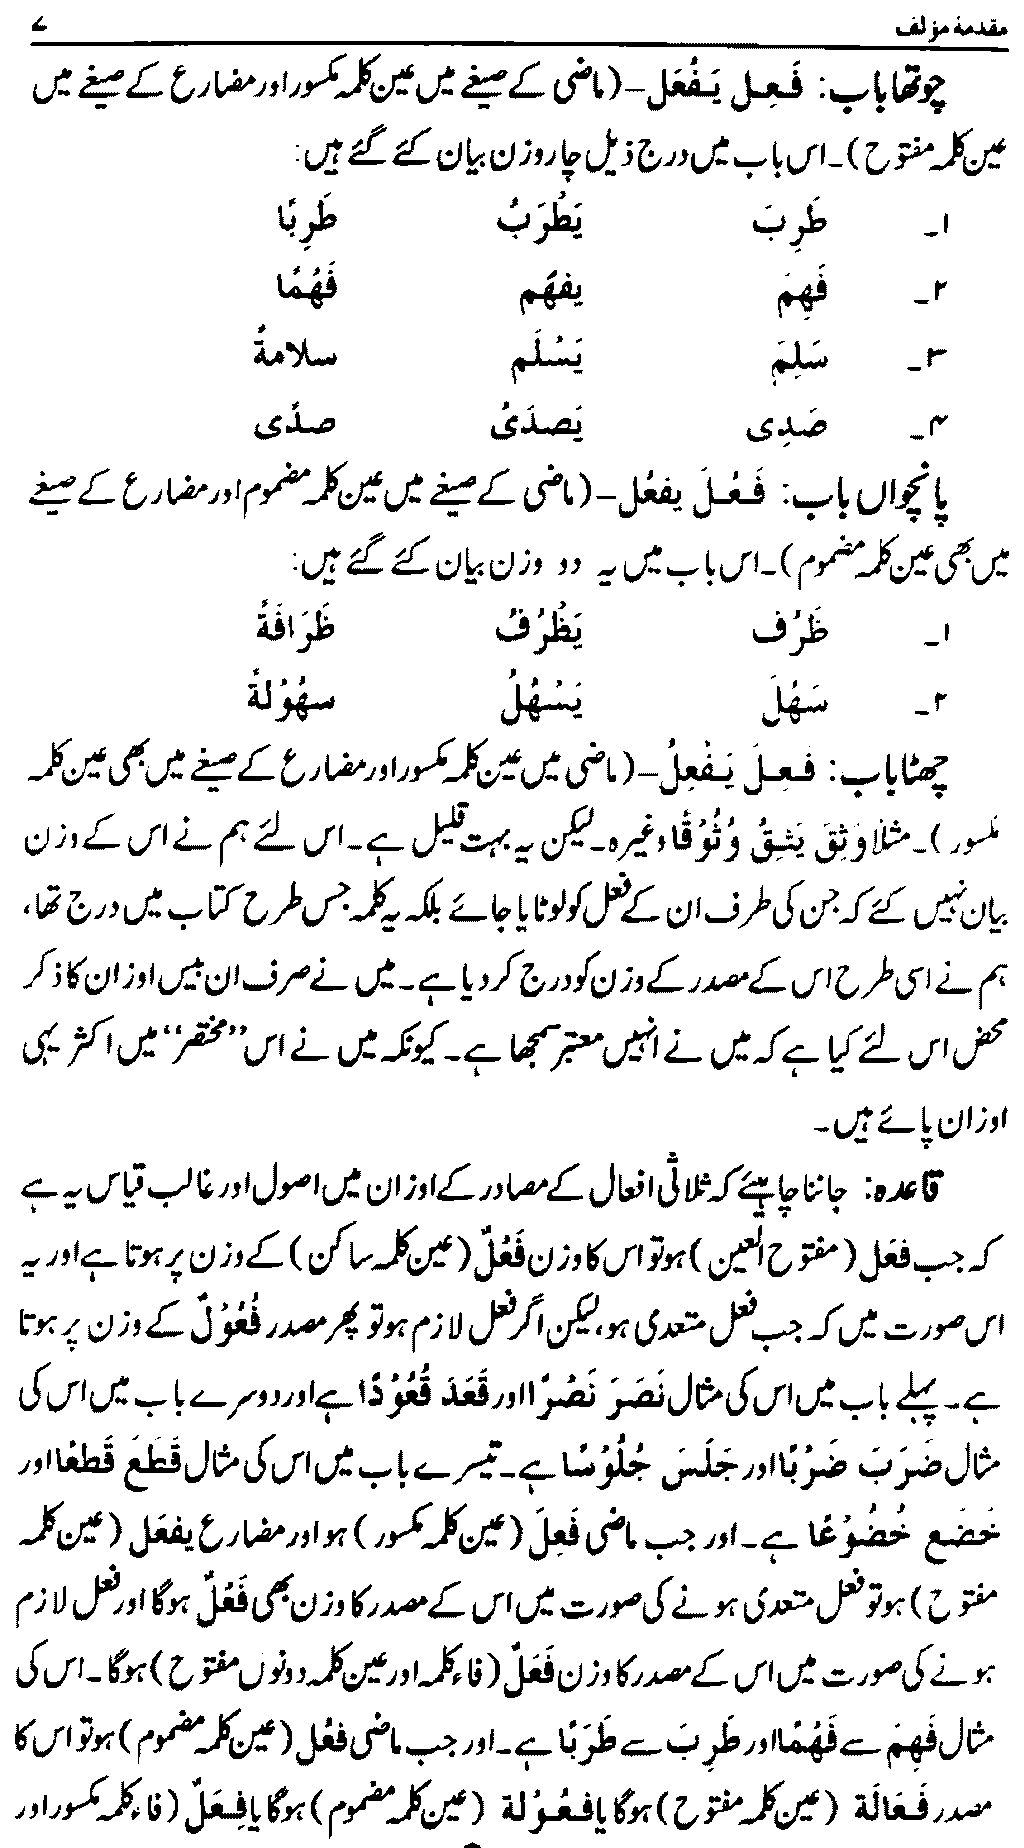 مقدمۂ مؤلف ۷
چوتھا باب: فَعِل یَفْعَل۔ (ماضی کے صیغے میں عین کلمہ مکسور اور مضارع کے صیغے میں
عین کلمہ مفتوح)۔ اس باب میں درج ذیل چار وزن بیان کئے گئے ہیں:
۱۔ طَرِبَ یَطْرَبُ طَرِبًا
۲۔ فَهِمَ یفهَم فَهْمًا
۳۔ سَلِمَ یَسْلَم سلامةً
۴۔ صَدِی یَصدَیُ صدًی
پانچواں باب: فَعُلَ یفعُل۔ (ماضی کے صیغے میں عین کلمہ مضموم اور مضارع کے صیغے
میں بھی عین کلمہ مضموم)۔ اس باب میں یہ دو وزن بیان کئے گئے ہیں:
۱۔ ظَرُف یَظْرُفُ ظَرَافَةً
۲۔ سَهُلَ یَسْهُلُ سهُوْلةً
چھٹا باب: فَعِلَ یَفْعِلُ۔ (ماضی میں عین کلمہ مکسور اور مضارع کے صیغے میں بھی عین کلمہ
مکسور)۔ مثلاً وَثِقَ یَثِقُ وُثُوْقًا وغیرہ۔ لیکن یہ بہت قلیل ہے۔ اس لئے ہم نے اس کے وزن
بیان نہیں کئے کہ جن کی طرف ان کے فعل کو لوٹایا جائے بلکہ یہ کلمہ جس طرح کتاب میں درج تھا،
ہم نے اسی طرح اس کے مصدر کے وزن کو درج کر دیا ہے۔ میں نے صرف ان بیس اوزان کا ذکر
محض اس لئے کیا ہے کہ میں نے انہیں معتبر سمجھا ہے۔ کیونکہ میں نے اس ”مختصر“ میں اکثر یہی
اوزان پائے ہیں۔
قاعدہ: جاننا چاہیئے کہ ثلاثی افعال کے مصادر کے اوزان میں اصول اور غالب قیاس یہ ہے
کہ جب فعَل (مفتوح العین) ہو تو اس کا وزن فَعْلٌ (عین کلمہ ساکن) کے وزن پر ہوتا ہے اور یہ
اس صورت میں کہ جب فعل متعدی ہو، لیکن اگر فعل لازم ہو تو پھر مصدر فُعُوْلٌ کے وزن پر ہوتا
ہے۔ پہلے باب میں اس کی مثال نَصَرَ نَصْرًا اور قَعَدَ قُعُوْدًا ہے اور دوسرے باب میں اس کی
مثال ضَرَبَ ضَرْبًا اور جَلَسَ جُلُوْسًا ہے۔ تیسرے باب میں اس کی مثال قَطَعَ قَطعًا اور
خَضَع خُضُوْعًا ہے۔ اور جب ماضی فَعِلَ (عین کلمہ مکسور) ہو اور مضارع یفعَل (عین کلمہ
مفتوح) ہو تو فعل متعدی ہونے کی صورت میں اس کے مصدر کا وزن بھی فَعْلٌ ہوگا اور فعل لازم
ہونے کی صورت میں اس کے مصدر کا وزن فَعَلٌ (فاء کلمہ اور عین کلمہ دونوں مفتوح) ہوگا۔ اس کی
مثال فَهِمَ سے فَهْمًا اور طَرِبَ سے طَرَبًا ہے۔ اور جب ماضی فعُل (عین کلمہ مضموم) ہو تو اس کا
مصدر فَعَالَة (عین کلمہ مفتوح) ہوگا یا فُعُوْلة (عین کلمہ مضموم) ہوگا یا فِعَلٌ (فاء کلمہ مکسور اور